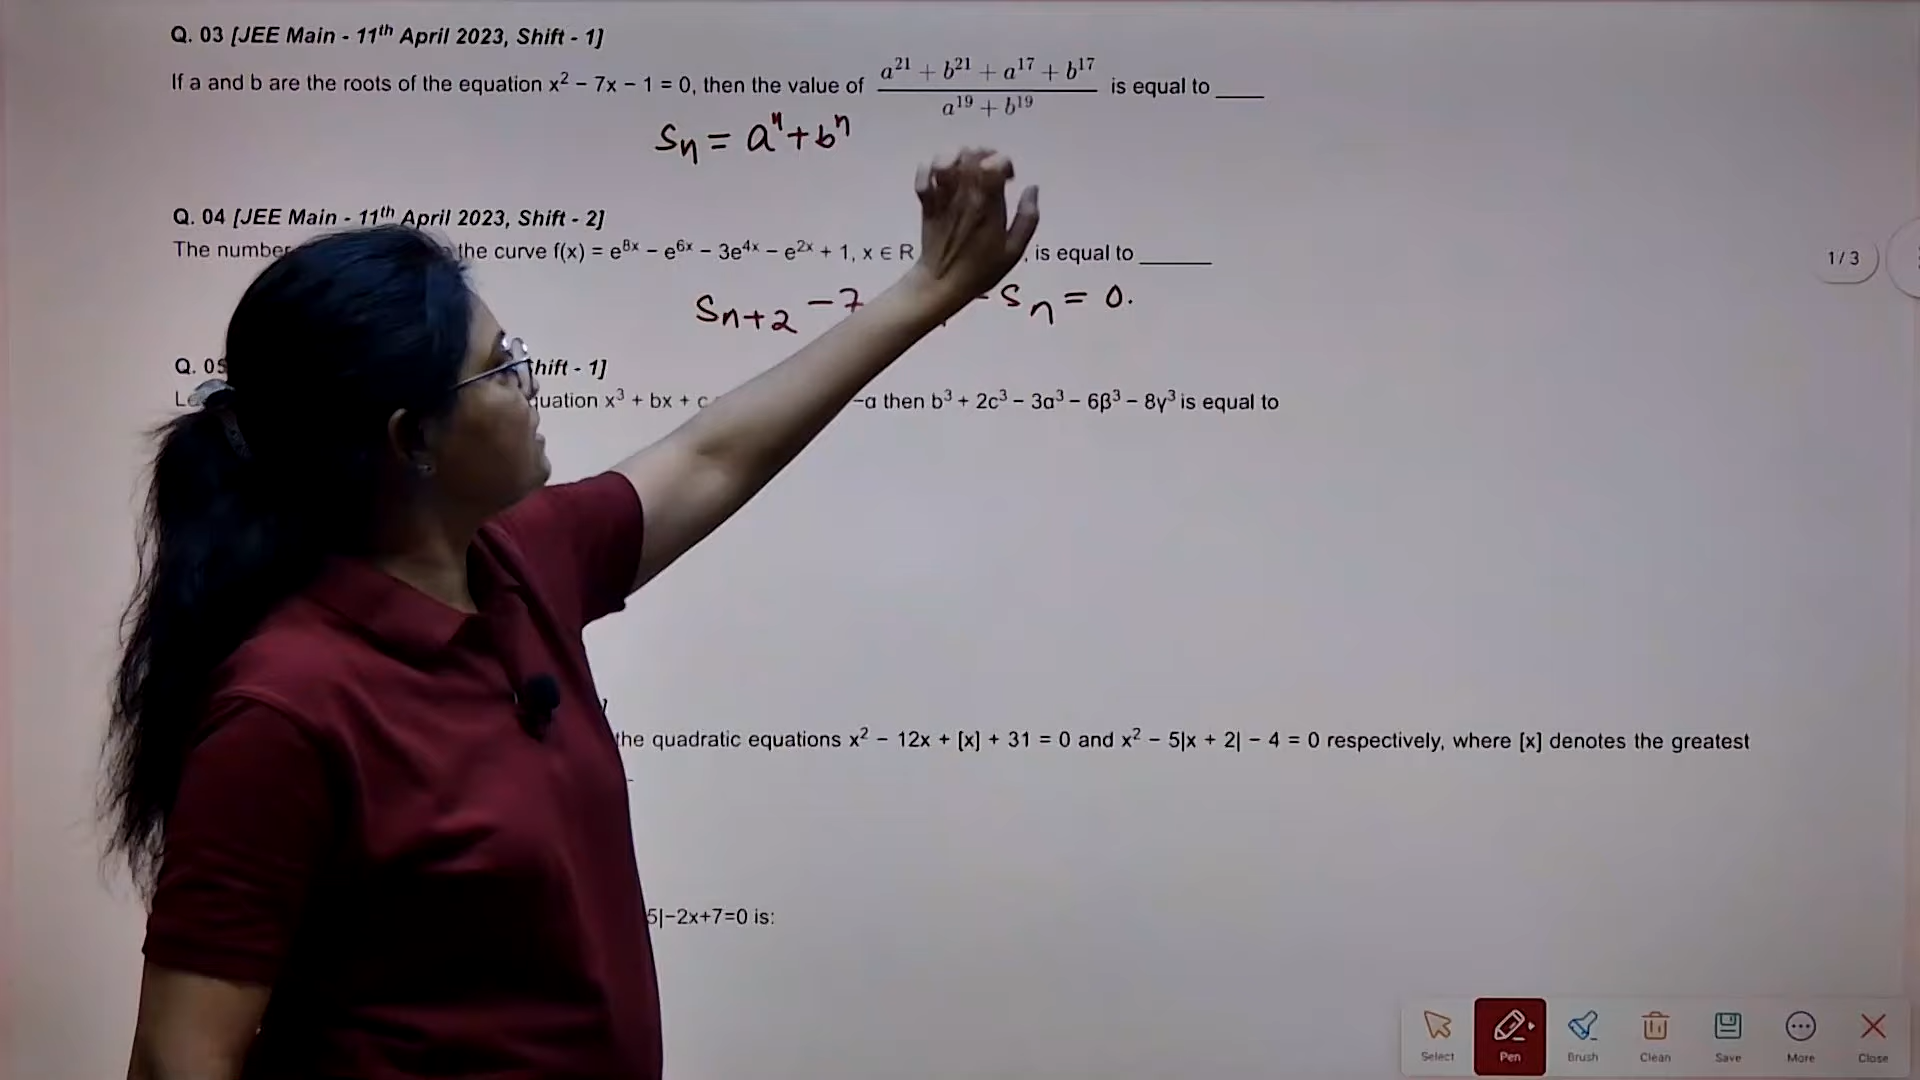 Q. 03 [JEE Main - 11th April 2023, Shift - 1]
If a and b are the roots of the equation x² − 7x − 1 = 0, then the value of (a²¹ + b²¹ + a¹⁷ + b¹⁷)/(a¹⁹ + b¹⁹) is equal to ____
Sn = aⁿ + bⁿ
Q. 04 [JEE Main - 11th April 2023, Shift - 2]
The number the curve f(x) = e⁸ˣ − e⁶ˣ − 3e⁴ˣ − e²ˣ + 1, x ∈ R , is equal to ______
1 / 3
Sn+2 − 7 − Sn = 0.
Q. 05 Shift - 1]
x³ + bx + c −α then b³ + 2c³ − 3α³ − 6β³ − 8γ³ is equal to
the quadratic equations x² − 12x + [x] + 31 = 0 and x² − 5|x + 2| − 4 = 0 respectively, where [x] denotes the greatest
5|−2x+7=0 is:
Select Pen Brush Clean Save More Close